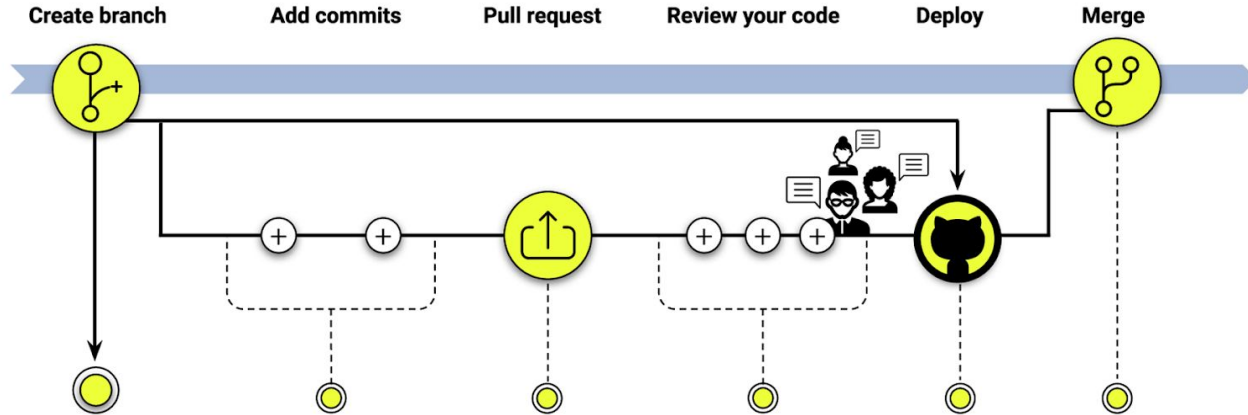 Create branch
Add commits
Pull request
Review your code
Deploy
Merge